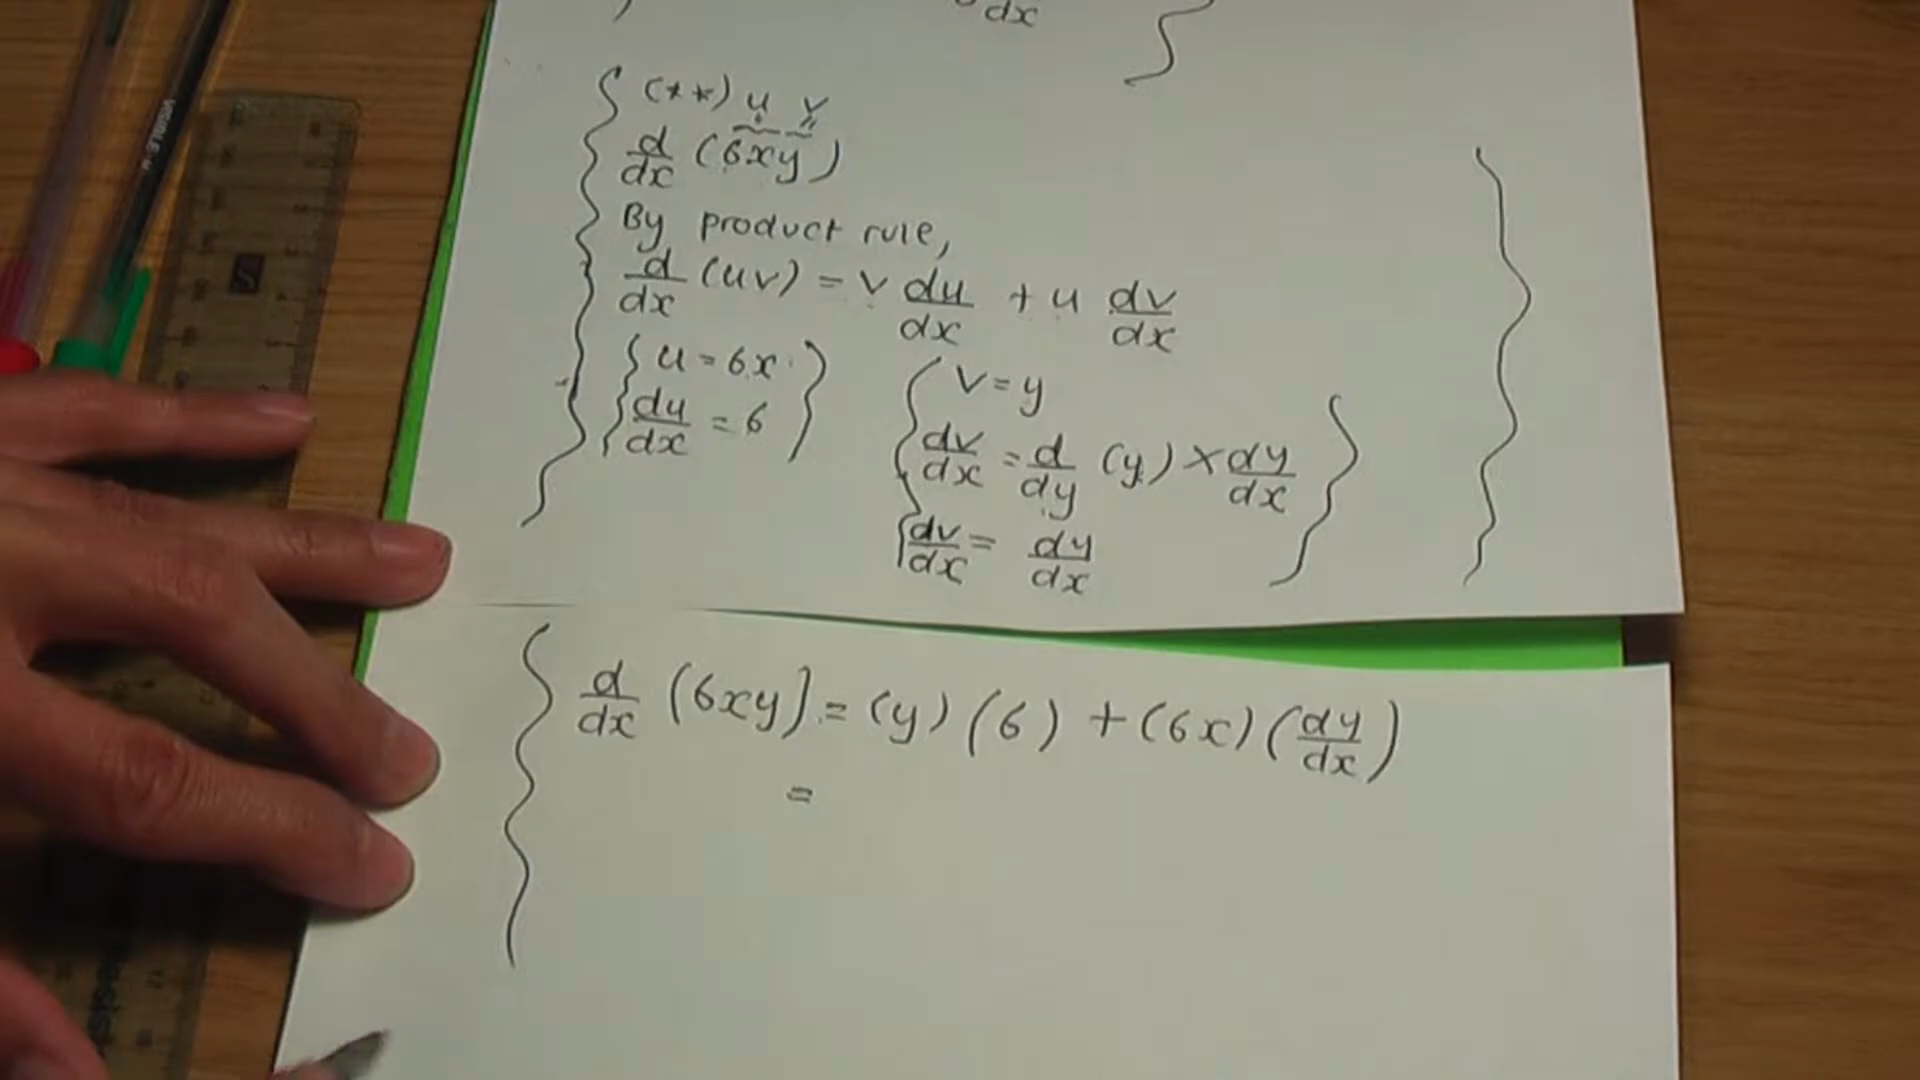 dx
(**) u v
d/dx (6xy)
By product rule,
d/dx (uv) = v du/dx + u dv/dx
u = 6x
du/dx = 6
v = y
dv/dx = d/dy (y) × dy/dx
dv/dx = dy/dx
d/dx (6xy) = (y) (6) + (6x) (dy/dx)
=